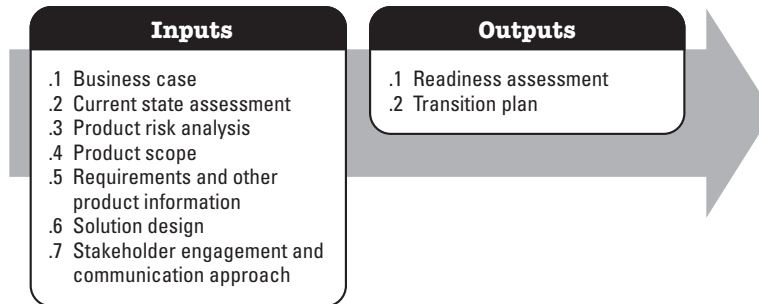 Inputs
.1 Business case
.2 Current state assessment
.3 Product risk analysis
.4 Product scope
.5 Requirements and other
product information
.6 Solution design
.7 Stakeholder engagement and
communication approach
Outputs
.1 Readiness assessment
.2 Transition plan